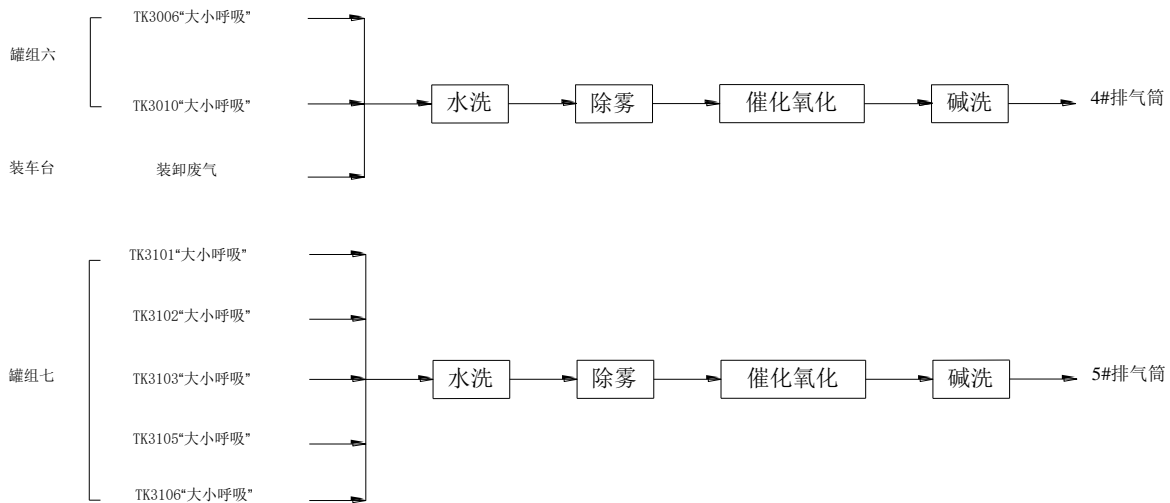 TK3006“大小呼吸”
罐组六
TK3010“大小呼吸”
水洗
除雾
催化氧化
碱洗
4#排气筒
装车台
装卸废气
TK3101“大小呼吸”
TK3102“大小呼吸”
罐组七
TK3103“大小呼吸”
水洗
除雾
催化氧化
碱洗
5#排气筒
TK3105“大小呼吸”
TK3106“大小呼吸”